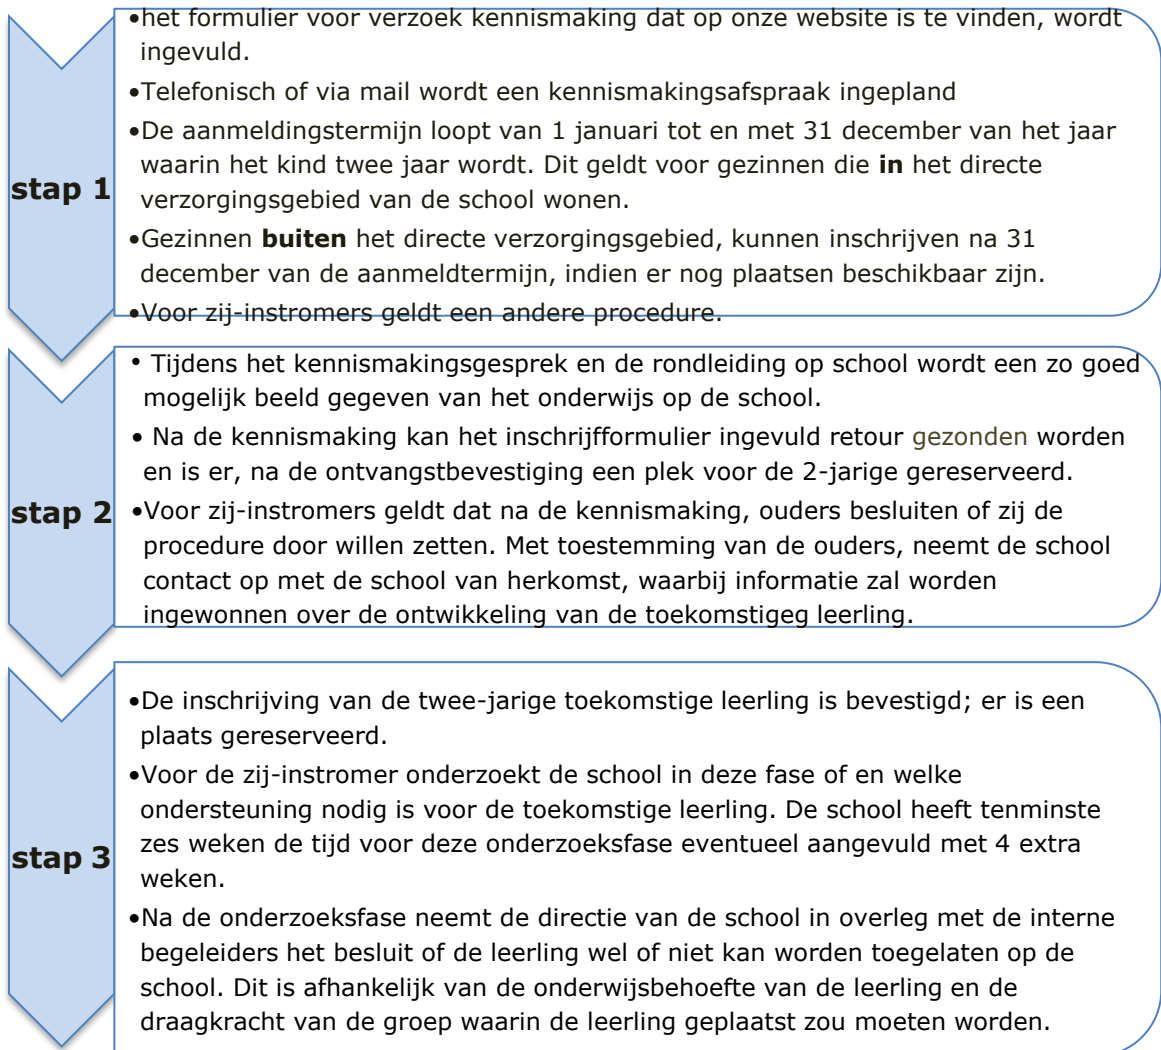 stap 1
•het formulier voor verzoek kennismaking dat op onze website is te vinden, wordt
ingevuld.
•Telefonisch of via mail wordt een kennismakingsafspraak ingepland
•De aanmeldingstermijn loopt van 1 januari tot en met 31 december van het jaar
waarin het kind twee jaar wordt. Dit geldt voor gezinnen die in het directe
verzorgingsgebied van de school wonen.
•Gezinnen buiten het directe verzorgingsgebied, kunnen inschrijven na 31
december van de aanmeldtermijn, indien er nog plaatsen beschikbaar zijn.
•Voor zij-instromers geldt een andere procedure.
stap 2
• Tijdens het kennismakingsgesprek en de rondleiding op school wordt een zo goed
mogelijk beeld gegeven van het onderwijs op de school.
• Na de kennismaking kan het inschrijfformulier ingevuld retour gezonden worden
en is er, na de ontvangstbevestiging een plek voor de 2-jarige gereserveerd.
•Voor zij-instromers geldt dat na de kennismaking, ouders besluiten of zij de
procedure door willen zetten. Met toestemming van de ouders, neemt de school
contact op met de school van herkomst, waarbij informatie zal worden
ingewonnen over de ontwikkeling van de toekomstigeg leerling.
stap 3
•De inschrijving van de twee-jarige toekomstige leerling is bevestigd; er is een
plaats gereserveerd.
•Voor de zij-instromer onderzoekt de school in deze fase of en welke
ondersteuning nodig is voor de toekomstige leerling. De school heeft tenminste
zes weken de tijd voor deze onderzoeksfase eventueel aangevuld met 4 extra
weken.
•Na de onderzoeksfase neemt de directie van de school in overleg met de interne
begeleiders het besluit of de leerling wel of niet kan worden toegelaten op de
school. Dit is afhankelijk van de onderwijsbehoefte van de leerling en de
draagkracht van de groep waarin de leerling geplaatst zou moeten worden.